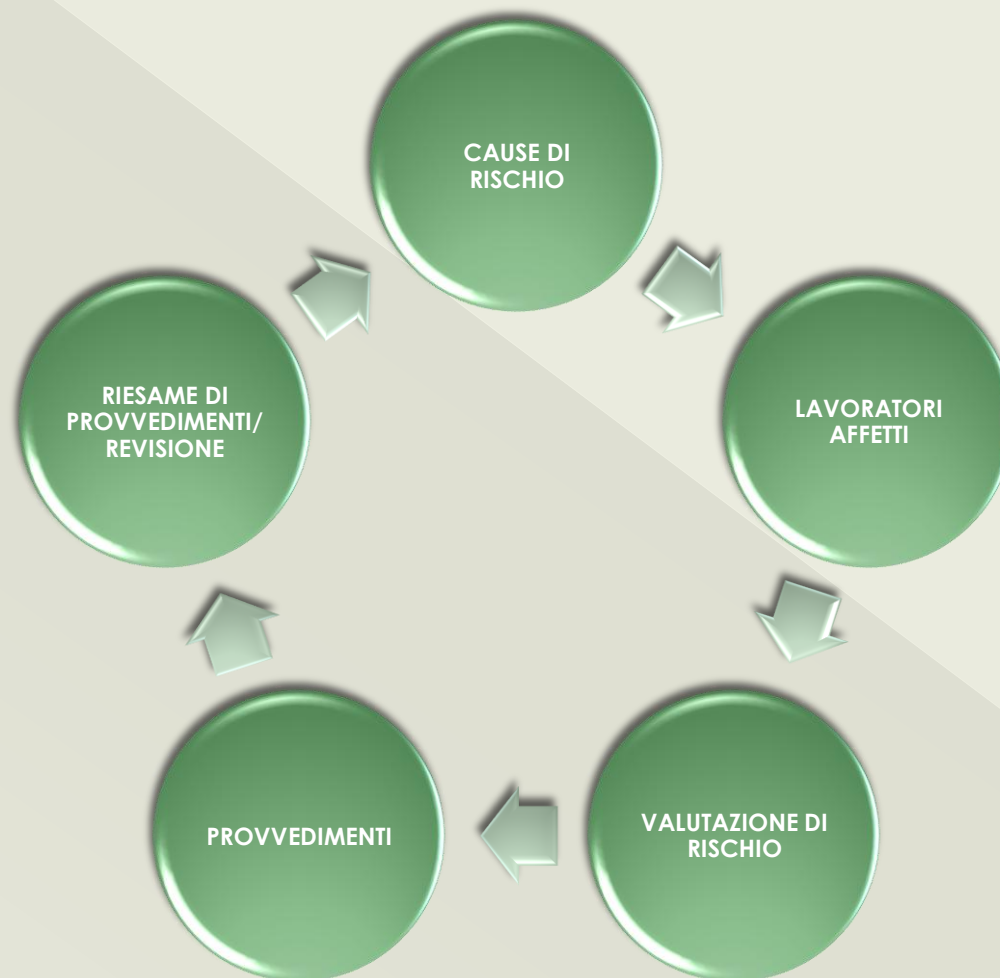 CAUSE DI
RISCHIO
LAVORATORI
AFFETTI
VALUTAZIONE DI
RISCHIO
PROVVEDIMENTI
RIESAME DI
PROVVEDIMENTI/
REVISIONE